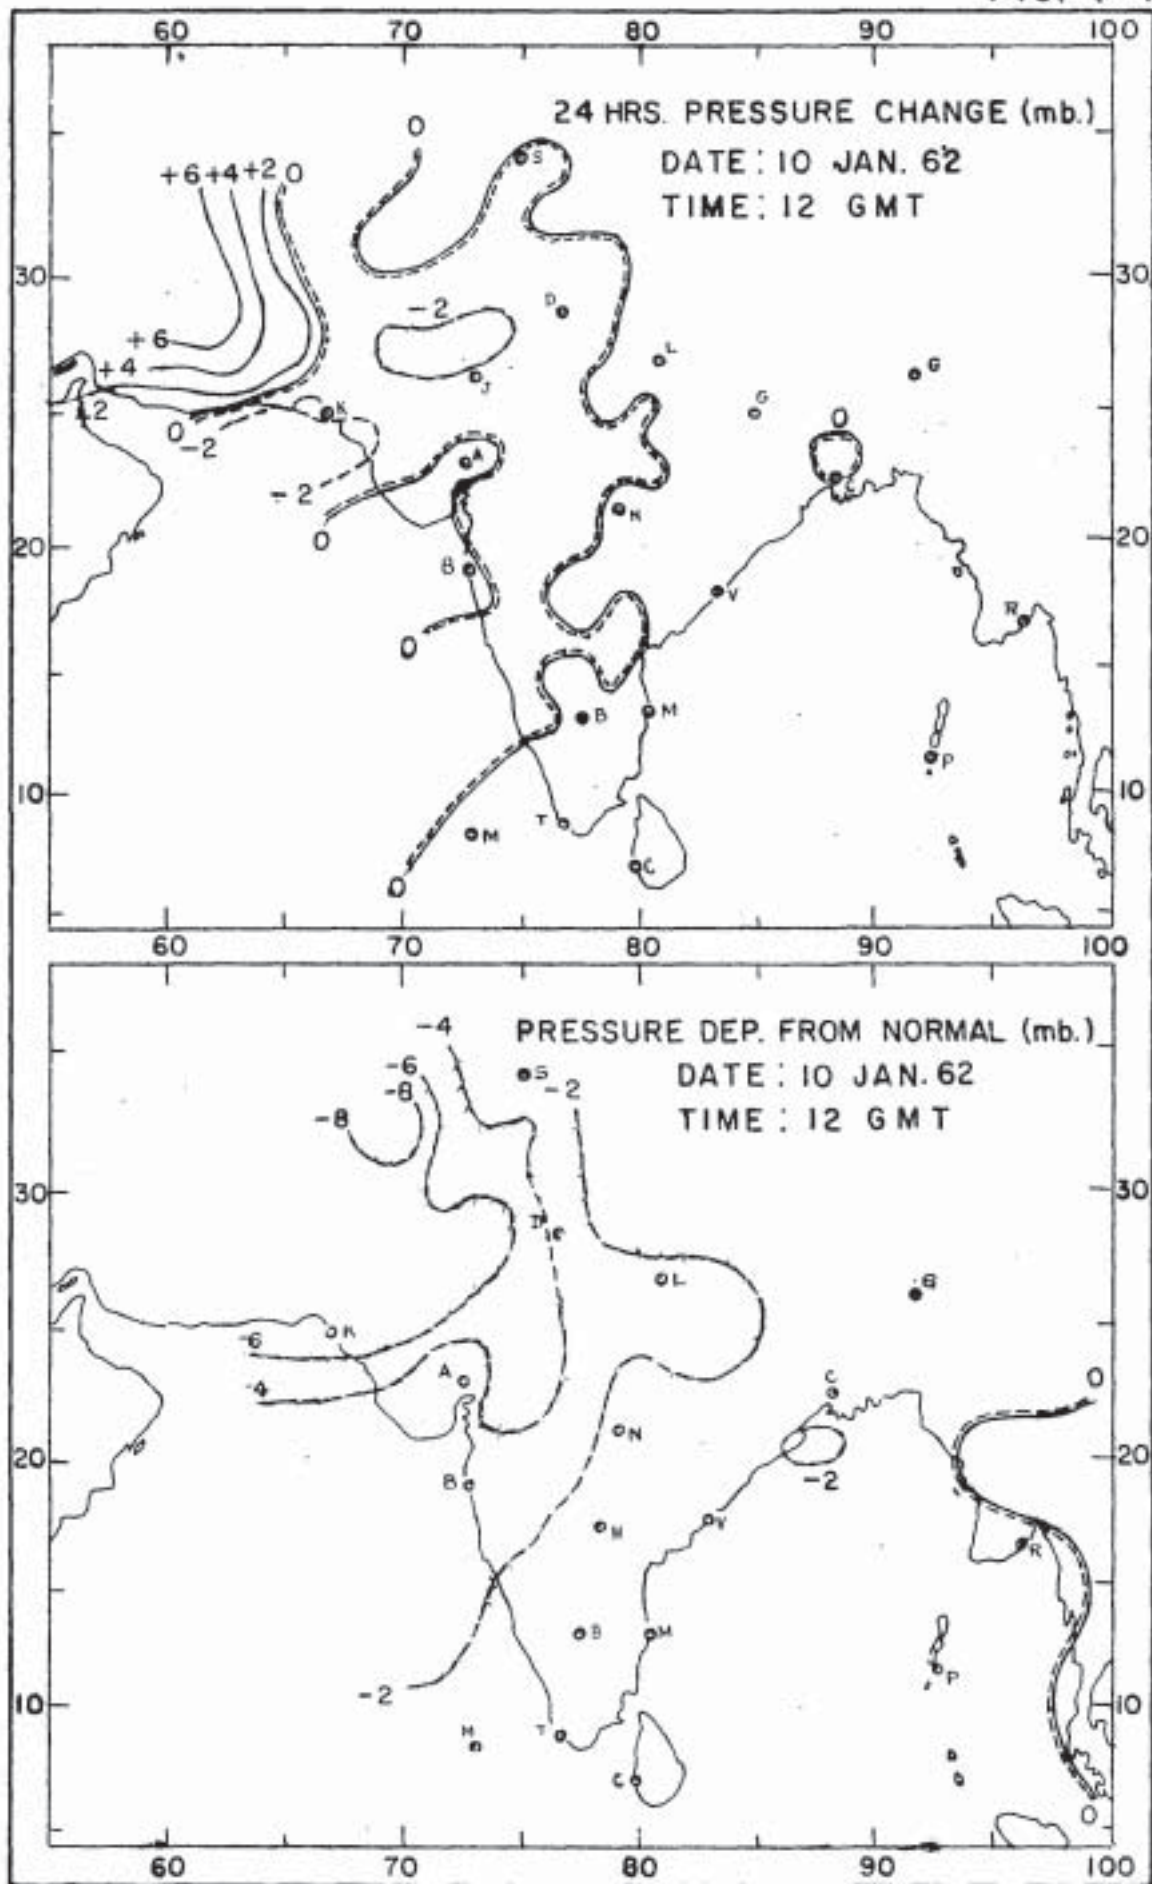 60 70 80 90 100
24 HRS. PRESSURE CHANGE (mb.)
DATE: 10 JAN. 62
TIME: 12 GMT
0
S
+6 +4 +2 0
30 30
-2
D
+6
L
+4
J
G
+2
K
G
0
0
-2
A
-2
N
0
20 20
B
V
R
0
B
M
P
10 10
T
M
C
0
60 70 80 90 100
-4
PRESSURE DEP. FROM NORMAL (mb.)
-6
S
DATE: 10 JAN. 62
-8
-2
-8
TIME: 12 GMT
30 30
L
G
K
-6
A
C
-4
0
N
20 20
B
-2
H
V
R
B
M
P
-2
10 10
M
T
C
0
60 70 80 90 100